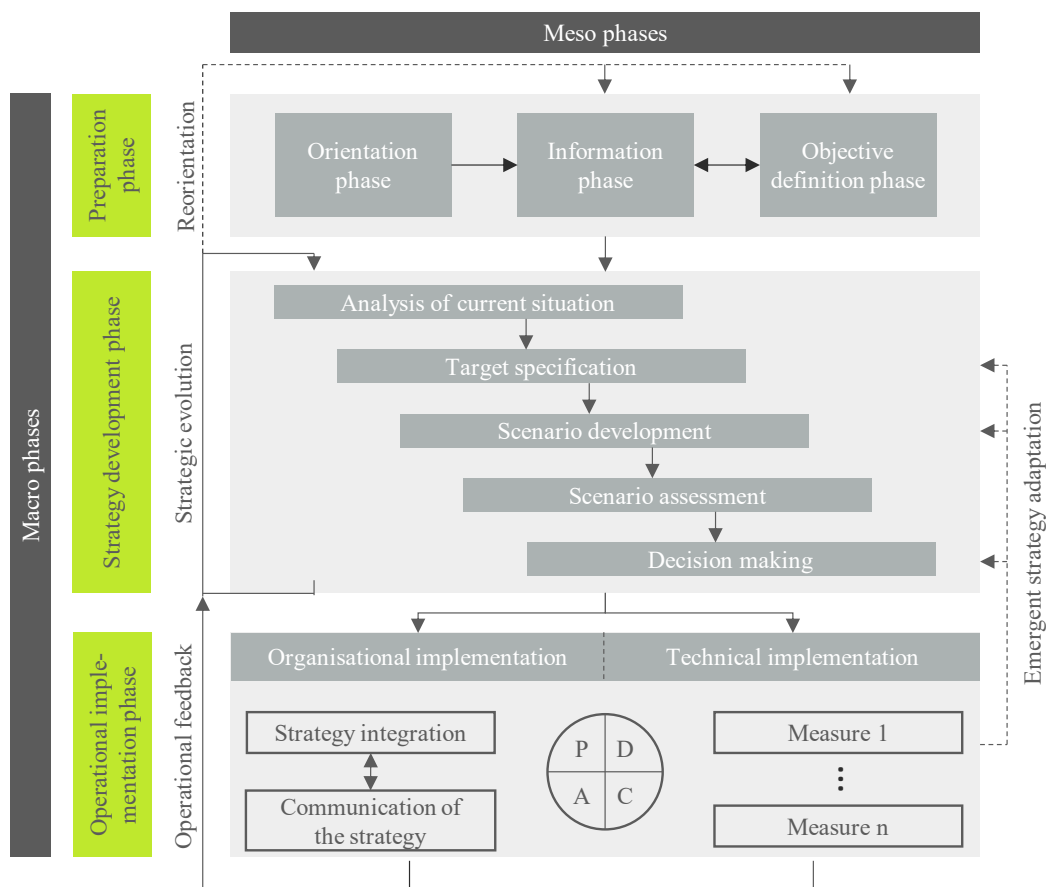 Meso phases
Macro phases
Preparation
phase
Reorientation
Orientation
phase
Information
phase
Objective
definition phase
Strategy development phase
Strategic evolution
Analysis of current situation
Target specification
Scenario development
Scenario assessment
Decision making
Emergent strategy adaptation
Operational imple-
mentation phase
Operational feedback
Organisational implementation
Technical implementation
Strategy integration
Communication of
the strategy
P D
A C
Measure 1
Measure n